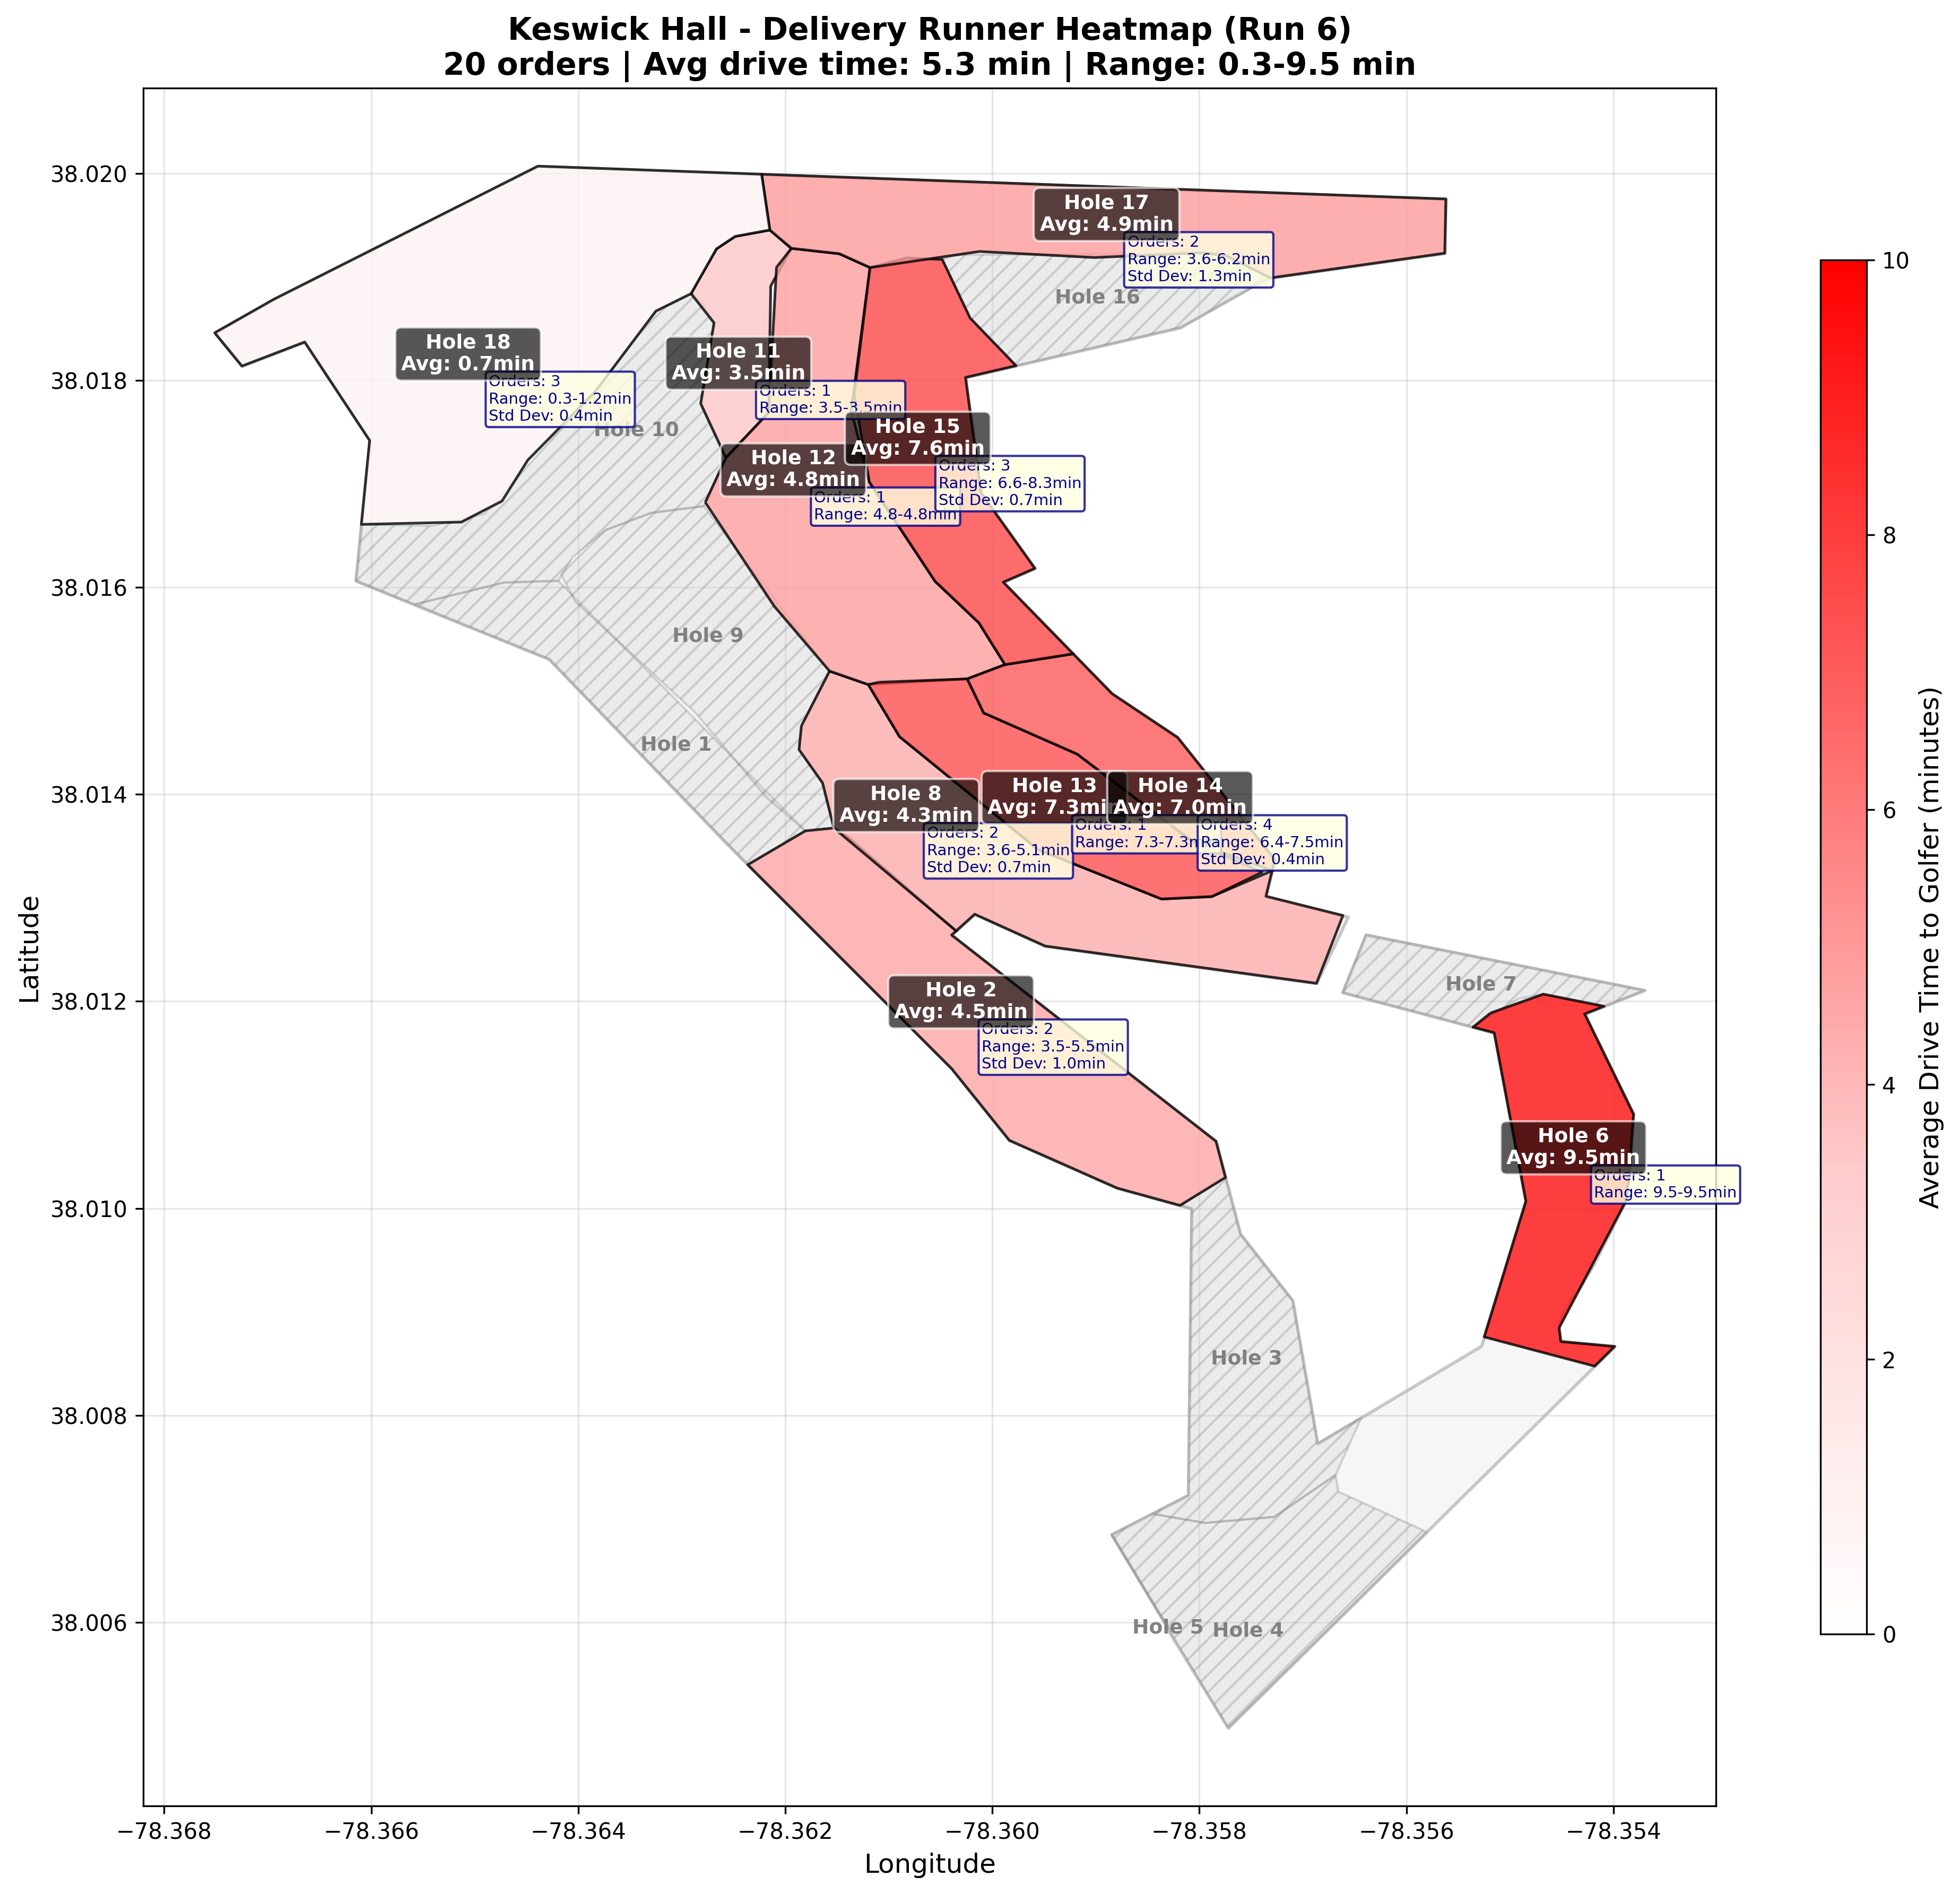 Keswick Hall - Delivery Runner Heatmap (Run 6)
20 orders | Avg drive time: 5.3 min | Range: 0.3-9.5 min
Latitude
38.020
38.018
38.016
38.014
38.012
38.010
38.008
38.006
Hole 17
Avg: 4.9min
Orders: 2
Range: 3.6-6.2min
Std Dev: 1.3min
Hole 16
Hole 18
Avg: 0.7min
Orders: 3
Range: 0.3-1.2min
Std Dev: 0.4min
Hole 10
Hole 11
Avg: 3.5min
Orders: 1
Range: 3.5-3.5min
Hole 15
Avg: 7.6min
Orders: 3
Range: 6.6-8.3min
Std Dev: 0.7min
Hole 12
Avg: 4.8min
Orders: 1
Range: 4.8-4.8min
Hole 9
Hole 1
Hole 8
Avg: 4.3min
Orders: 2
Range: 3.6-5.1min
Std Dev: 0.7min
Hole 13
Avg: 7.3min
Orders: 1
Range: 7.3-7.3m
Hole 14
Avg: 7.0min
Orders: 4
Range: 6.4-7.5min
Std Dev: 0.4min
Hole 7
Hole 2
Avg: 4.5min
Orders: 2
Range: 3.5-5.5min
Std Dev: 1.0min
Hole 6
Avg: 9.5min
Orders: 1
Range: 9.5-9.5min
Hole 3
Hole 5
Hole 4
−78.368
−78.366
−78.364
−78.362
−78.360
−78.358
−78.356
−78.354
Longitude
10
8
6
4
2
0
Average Drive Time to Golfer (minutes)